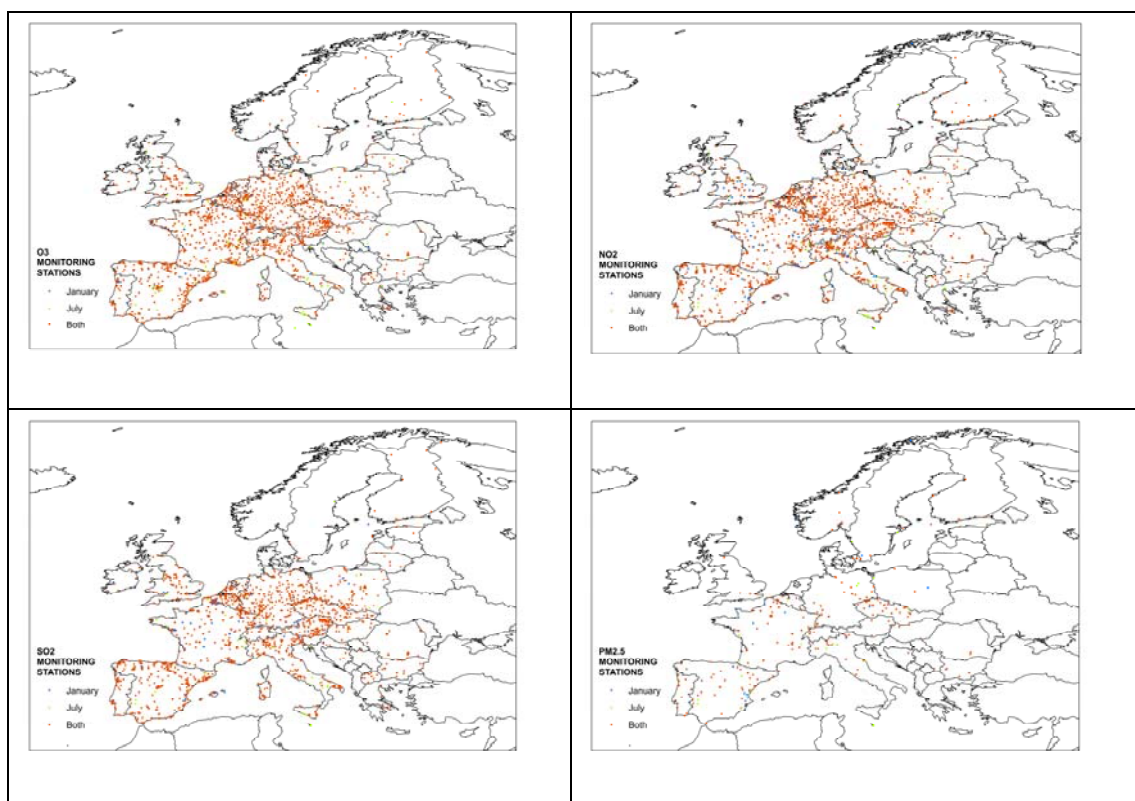 O3
MONITORING
STATIONS
January
July
Both
NO2
MONITORING
STATIONS
January
July
Both
SO2
MONITORING
STATIONS
January
July
Both
PM2.5
MONITORING
STATIONS
January
July
Both